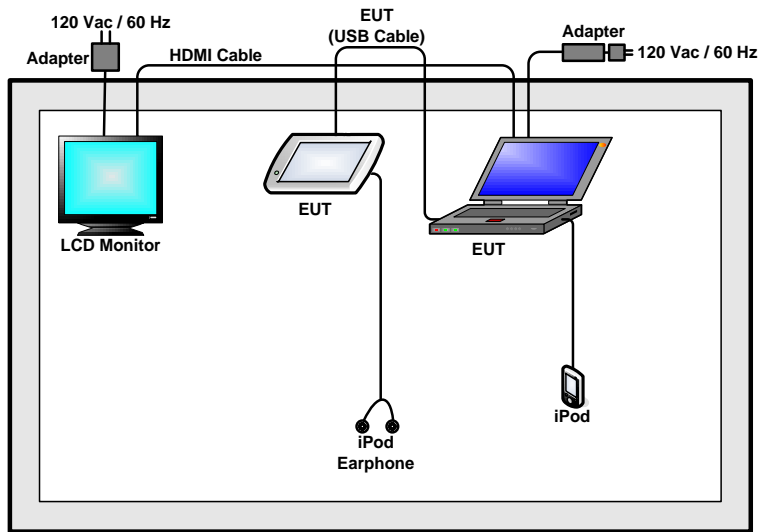 EUT
(USB Cable)
120 Vac / 60 Hz
Adapter
HDMI Cable
Adapter
120 Vac / 60 Hz
LCD Monitor
EUT
EUT
iPod
Earphone
iPod